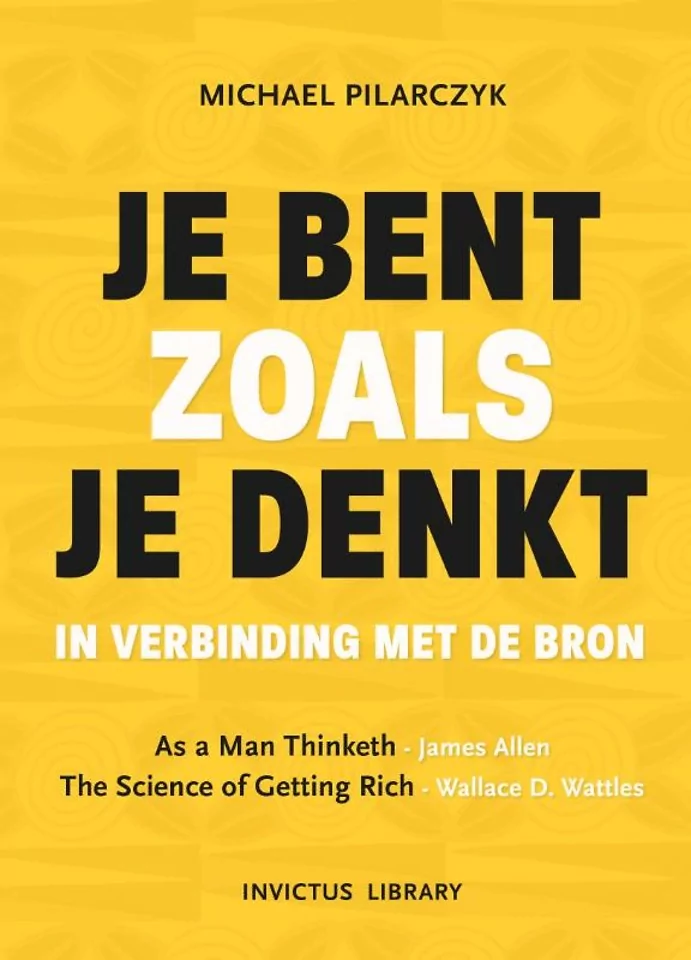 MICHAEL PILARCZYK
JE BENT
ZOALS
JE DENKT
IN VERBINDING MET DE BRON
As a Man Thinketh - James Allen
The Science of Getting Rich - Wallace D. Wattles
INVICTUS LIBRARY